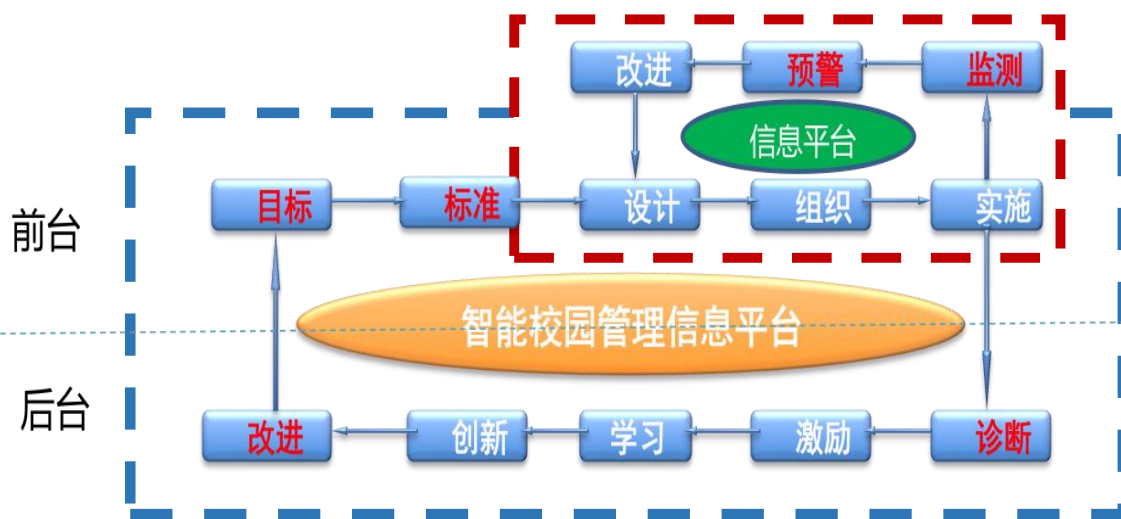 改进
预警
监测
信息平台
前台
目标
标准
设计
组织
实施
智能校园管理信息平台
后台
改进
创新
学习
激励
诊断